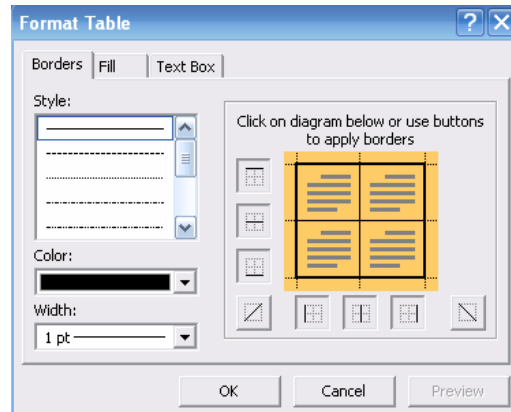 Format Table
Borders Fill Text Box
Style:
Click on diagram below or use buttons
to apply borders
Color:
Width:
1 pt
OK Cancel Preview